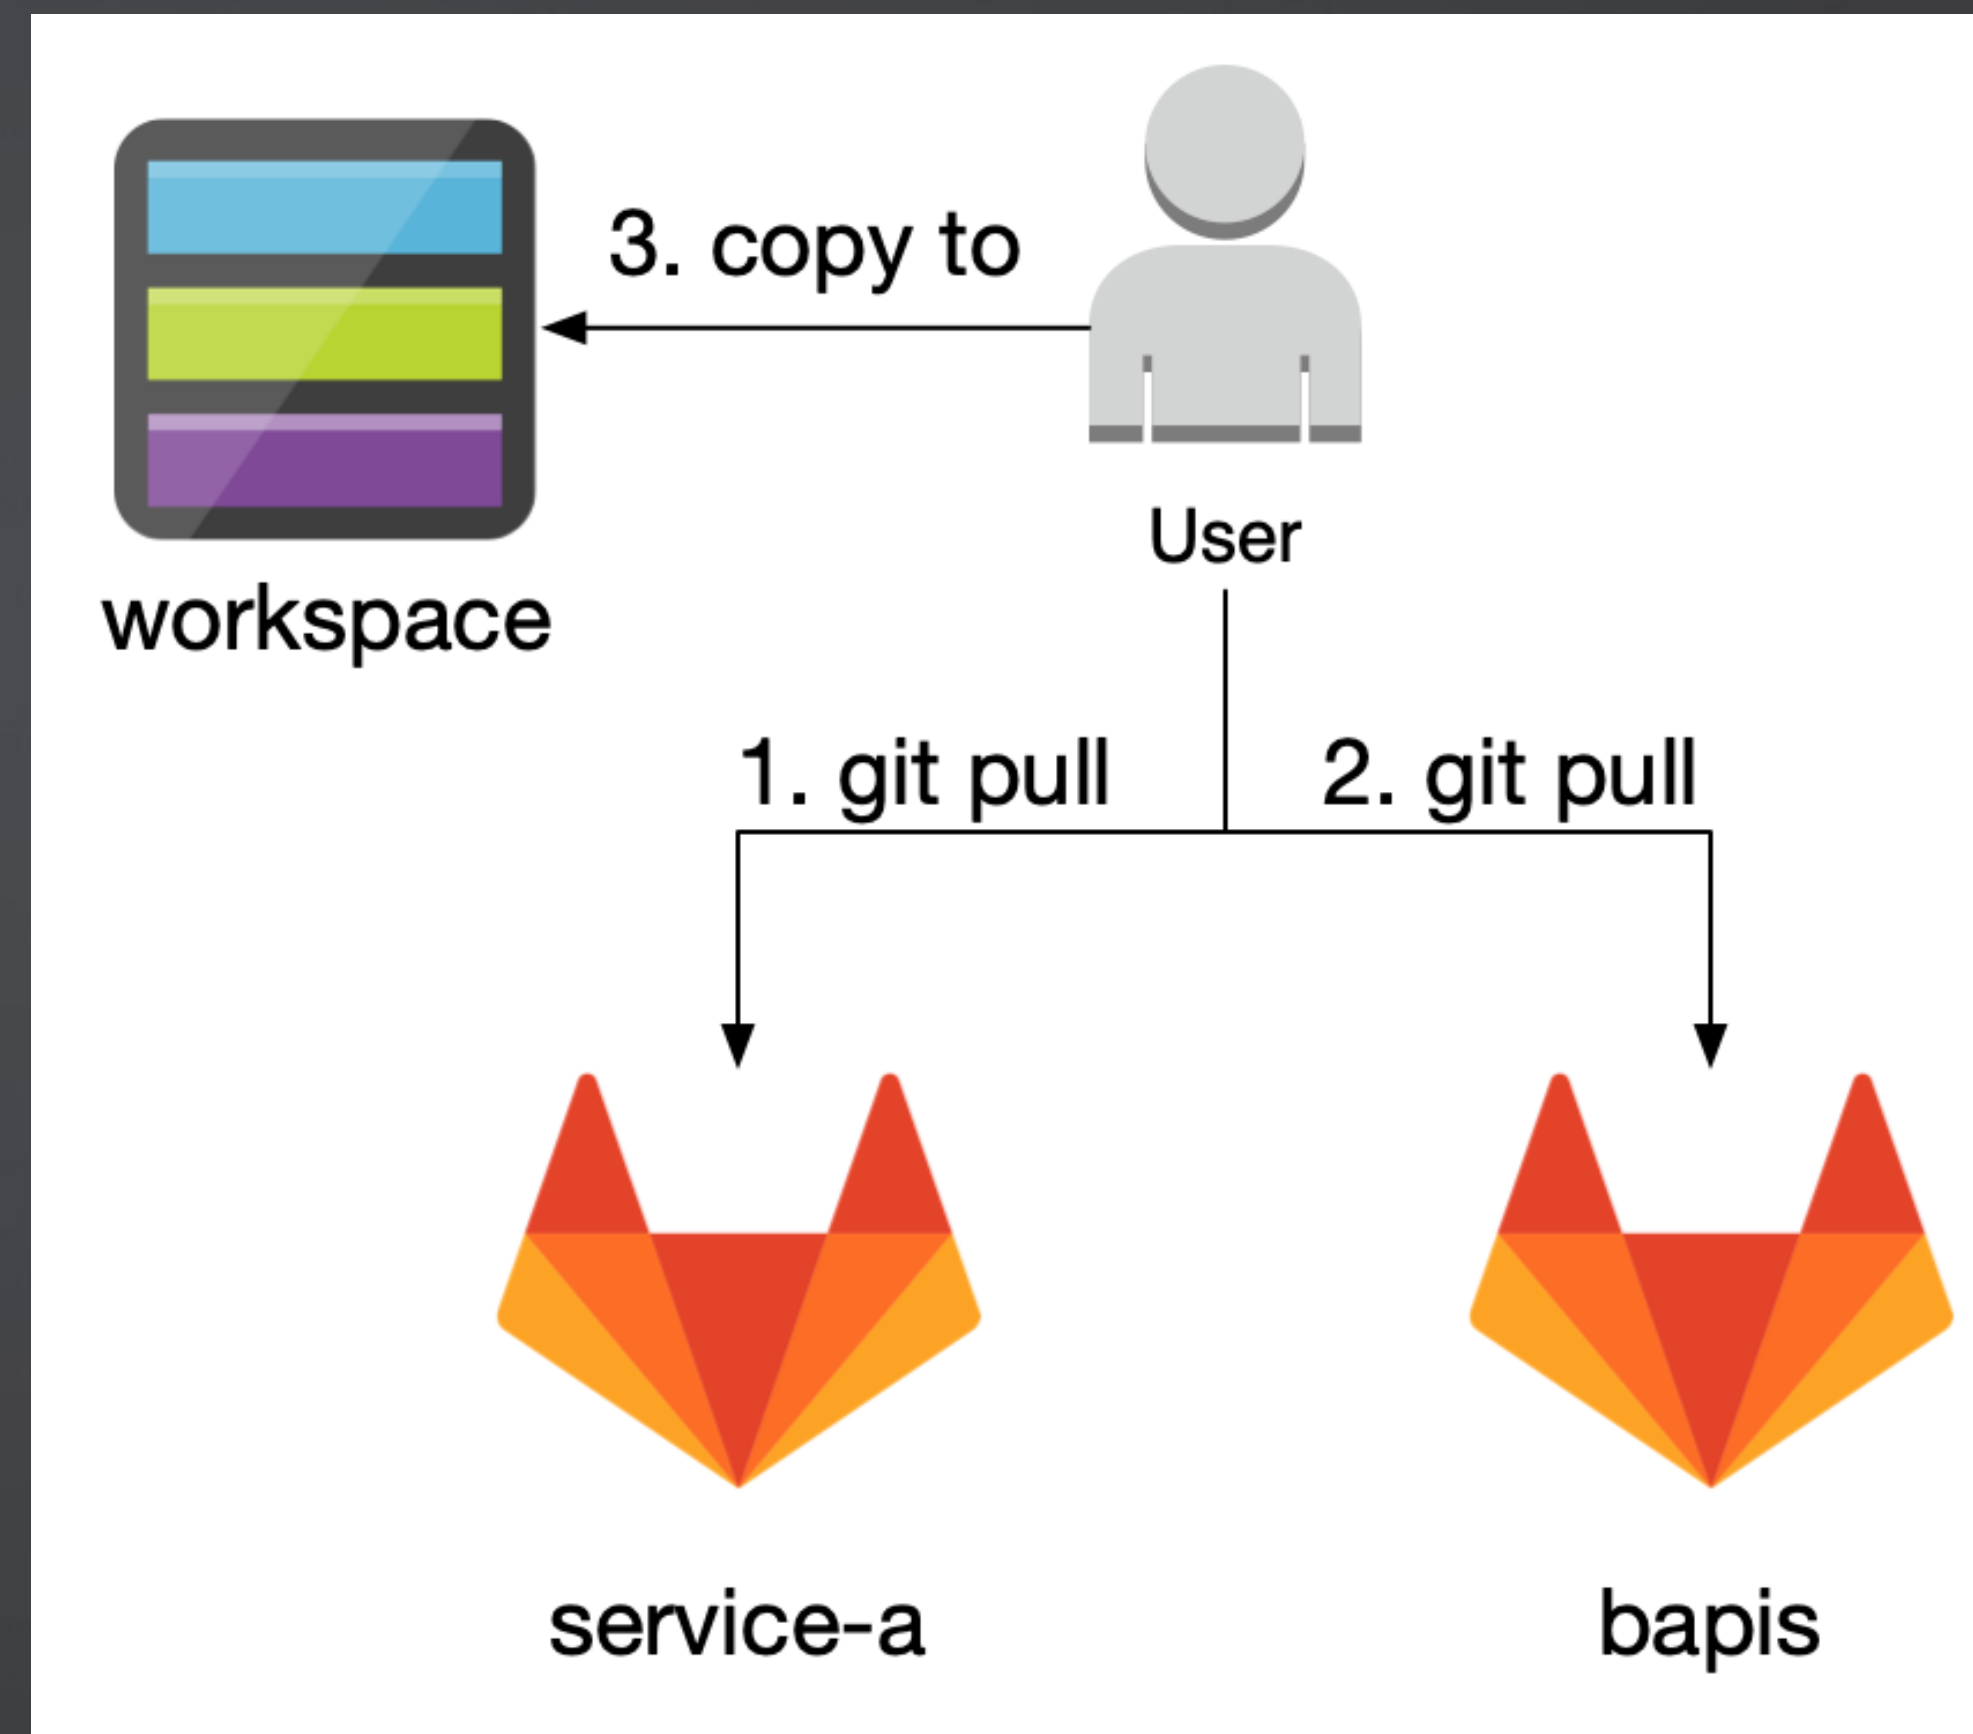 3. copy to
User
workspace
1. git pull
2. git pull
service-a
bapis